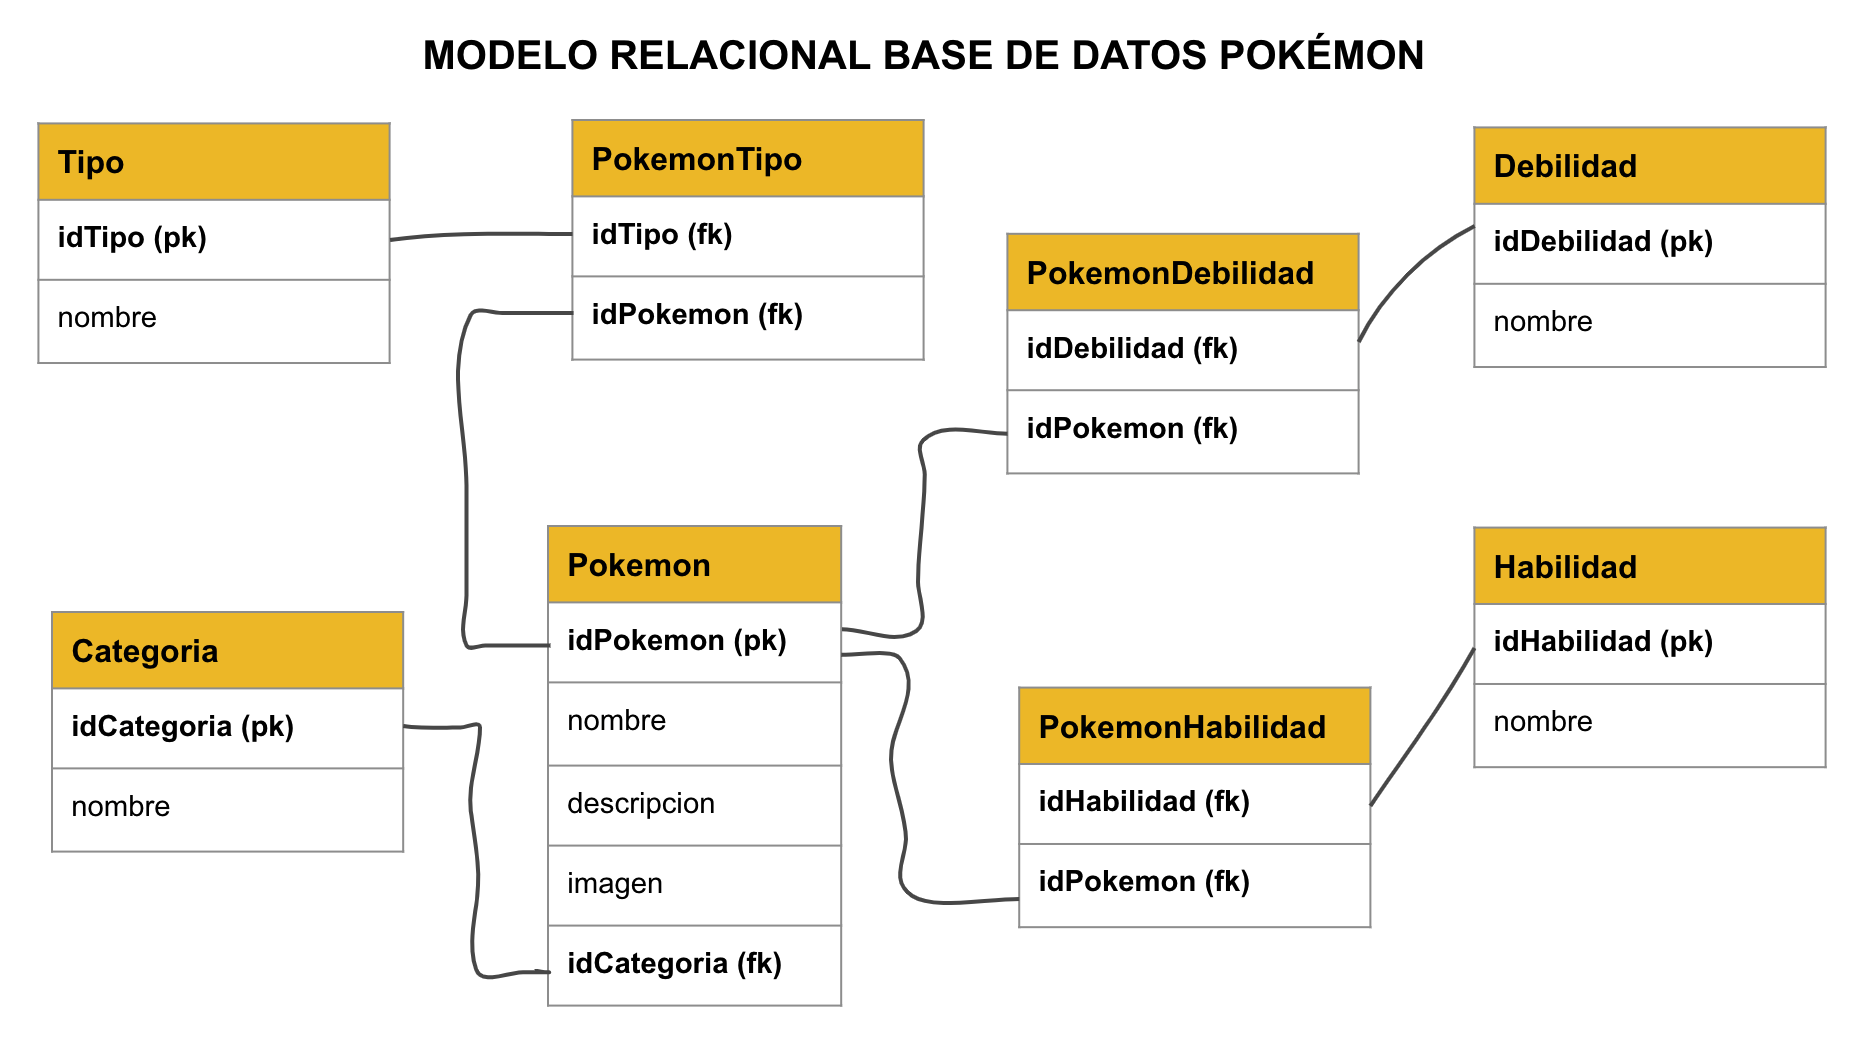 MODELO RELACIONAL BASE DE DATOS POKÉMON
Tipo
idTipo (pk)
nombre
PokemonTipo
idTipo (fk)
idPokemon (fk)
PokemonDebilidad
idDebilidad (fk)
idPokemon (fk)
Debilidad
idDebilidad (pk)
nombre
Categoria
idCategoria (pk)
nombre
Pokemon
idPokemon (pk)
nombre
descripcion
imagen
idCategoria (fk)
PokemonHabilidad
idHabilidad (fk)
idPokemon (fk)
Habilidad
idHabilidad (pk)
nombre